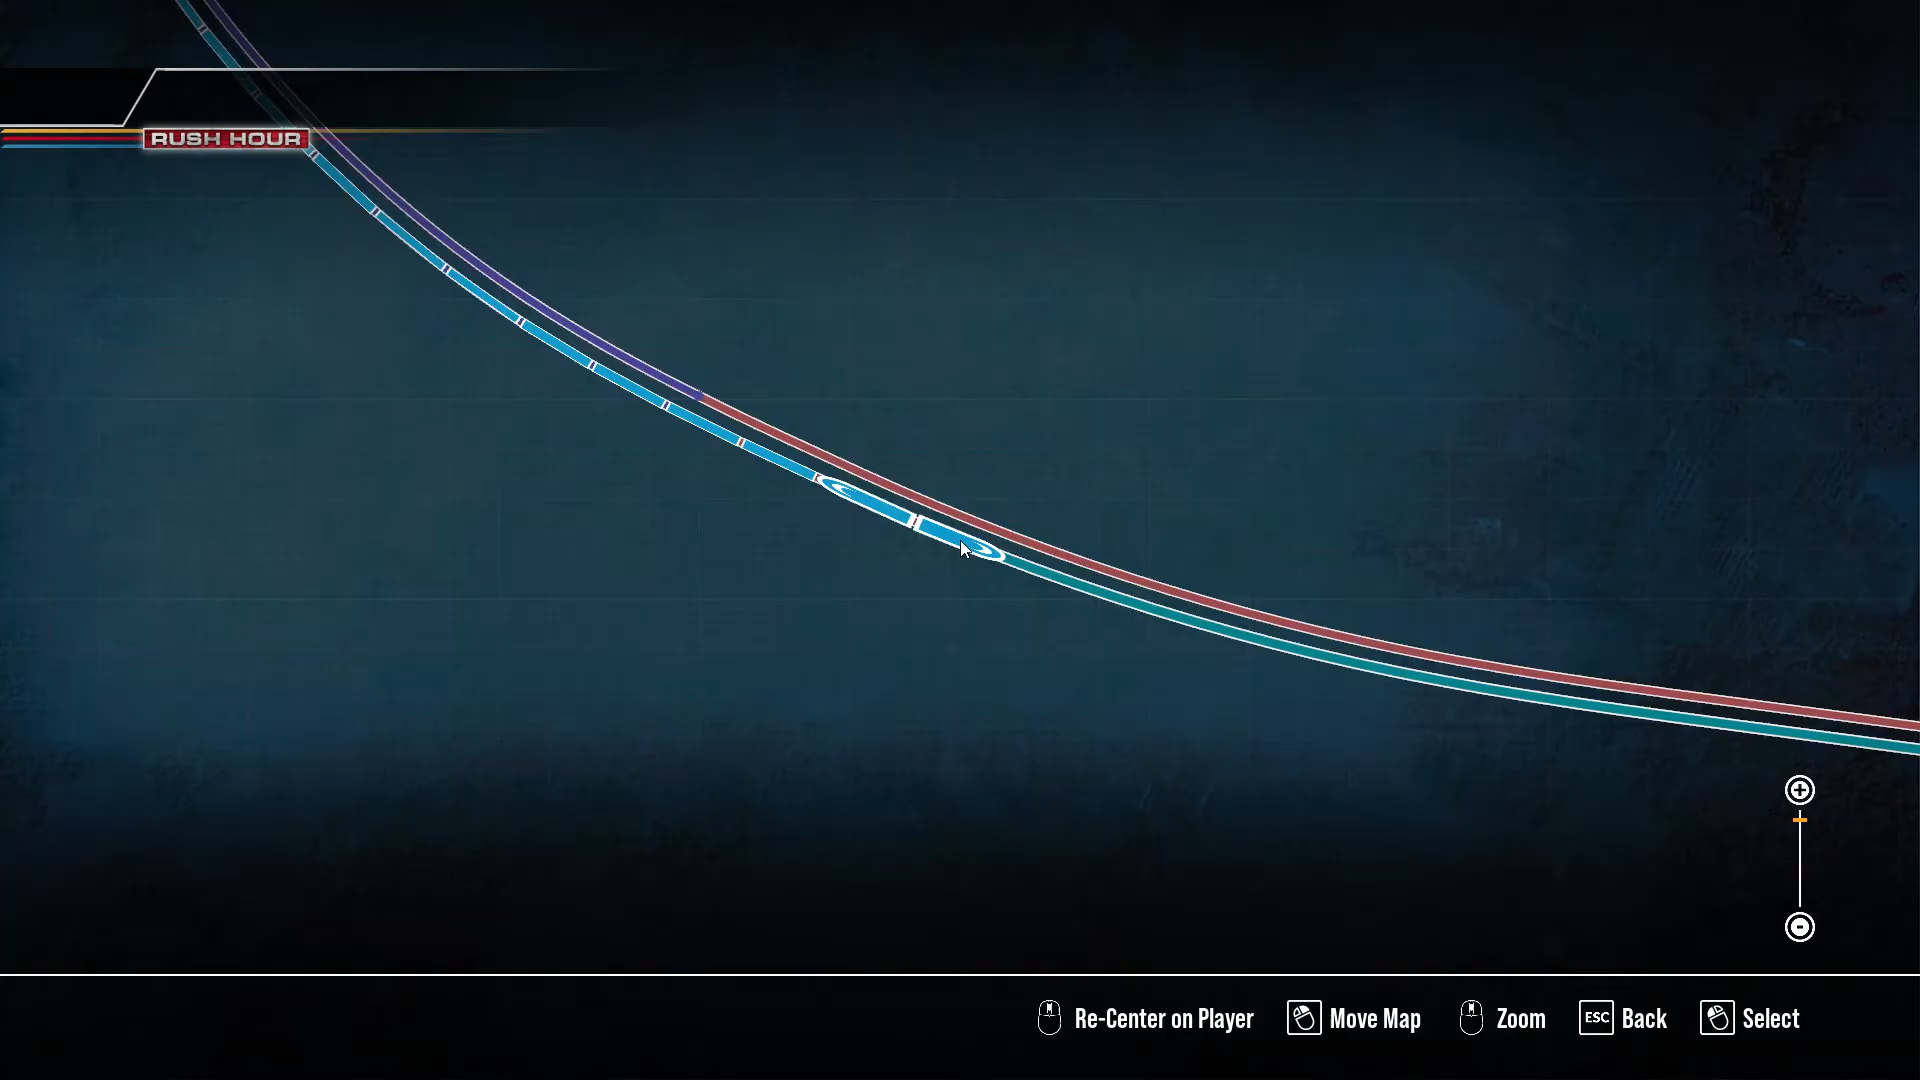 RUSH HOUR
Re-Center on Player
Move Map
Zoom
ESC Back
Select